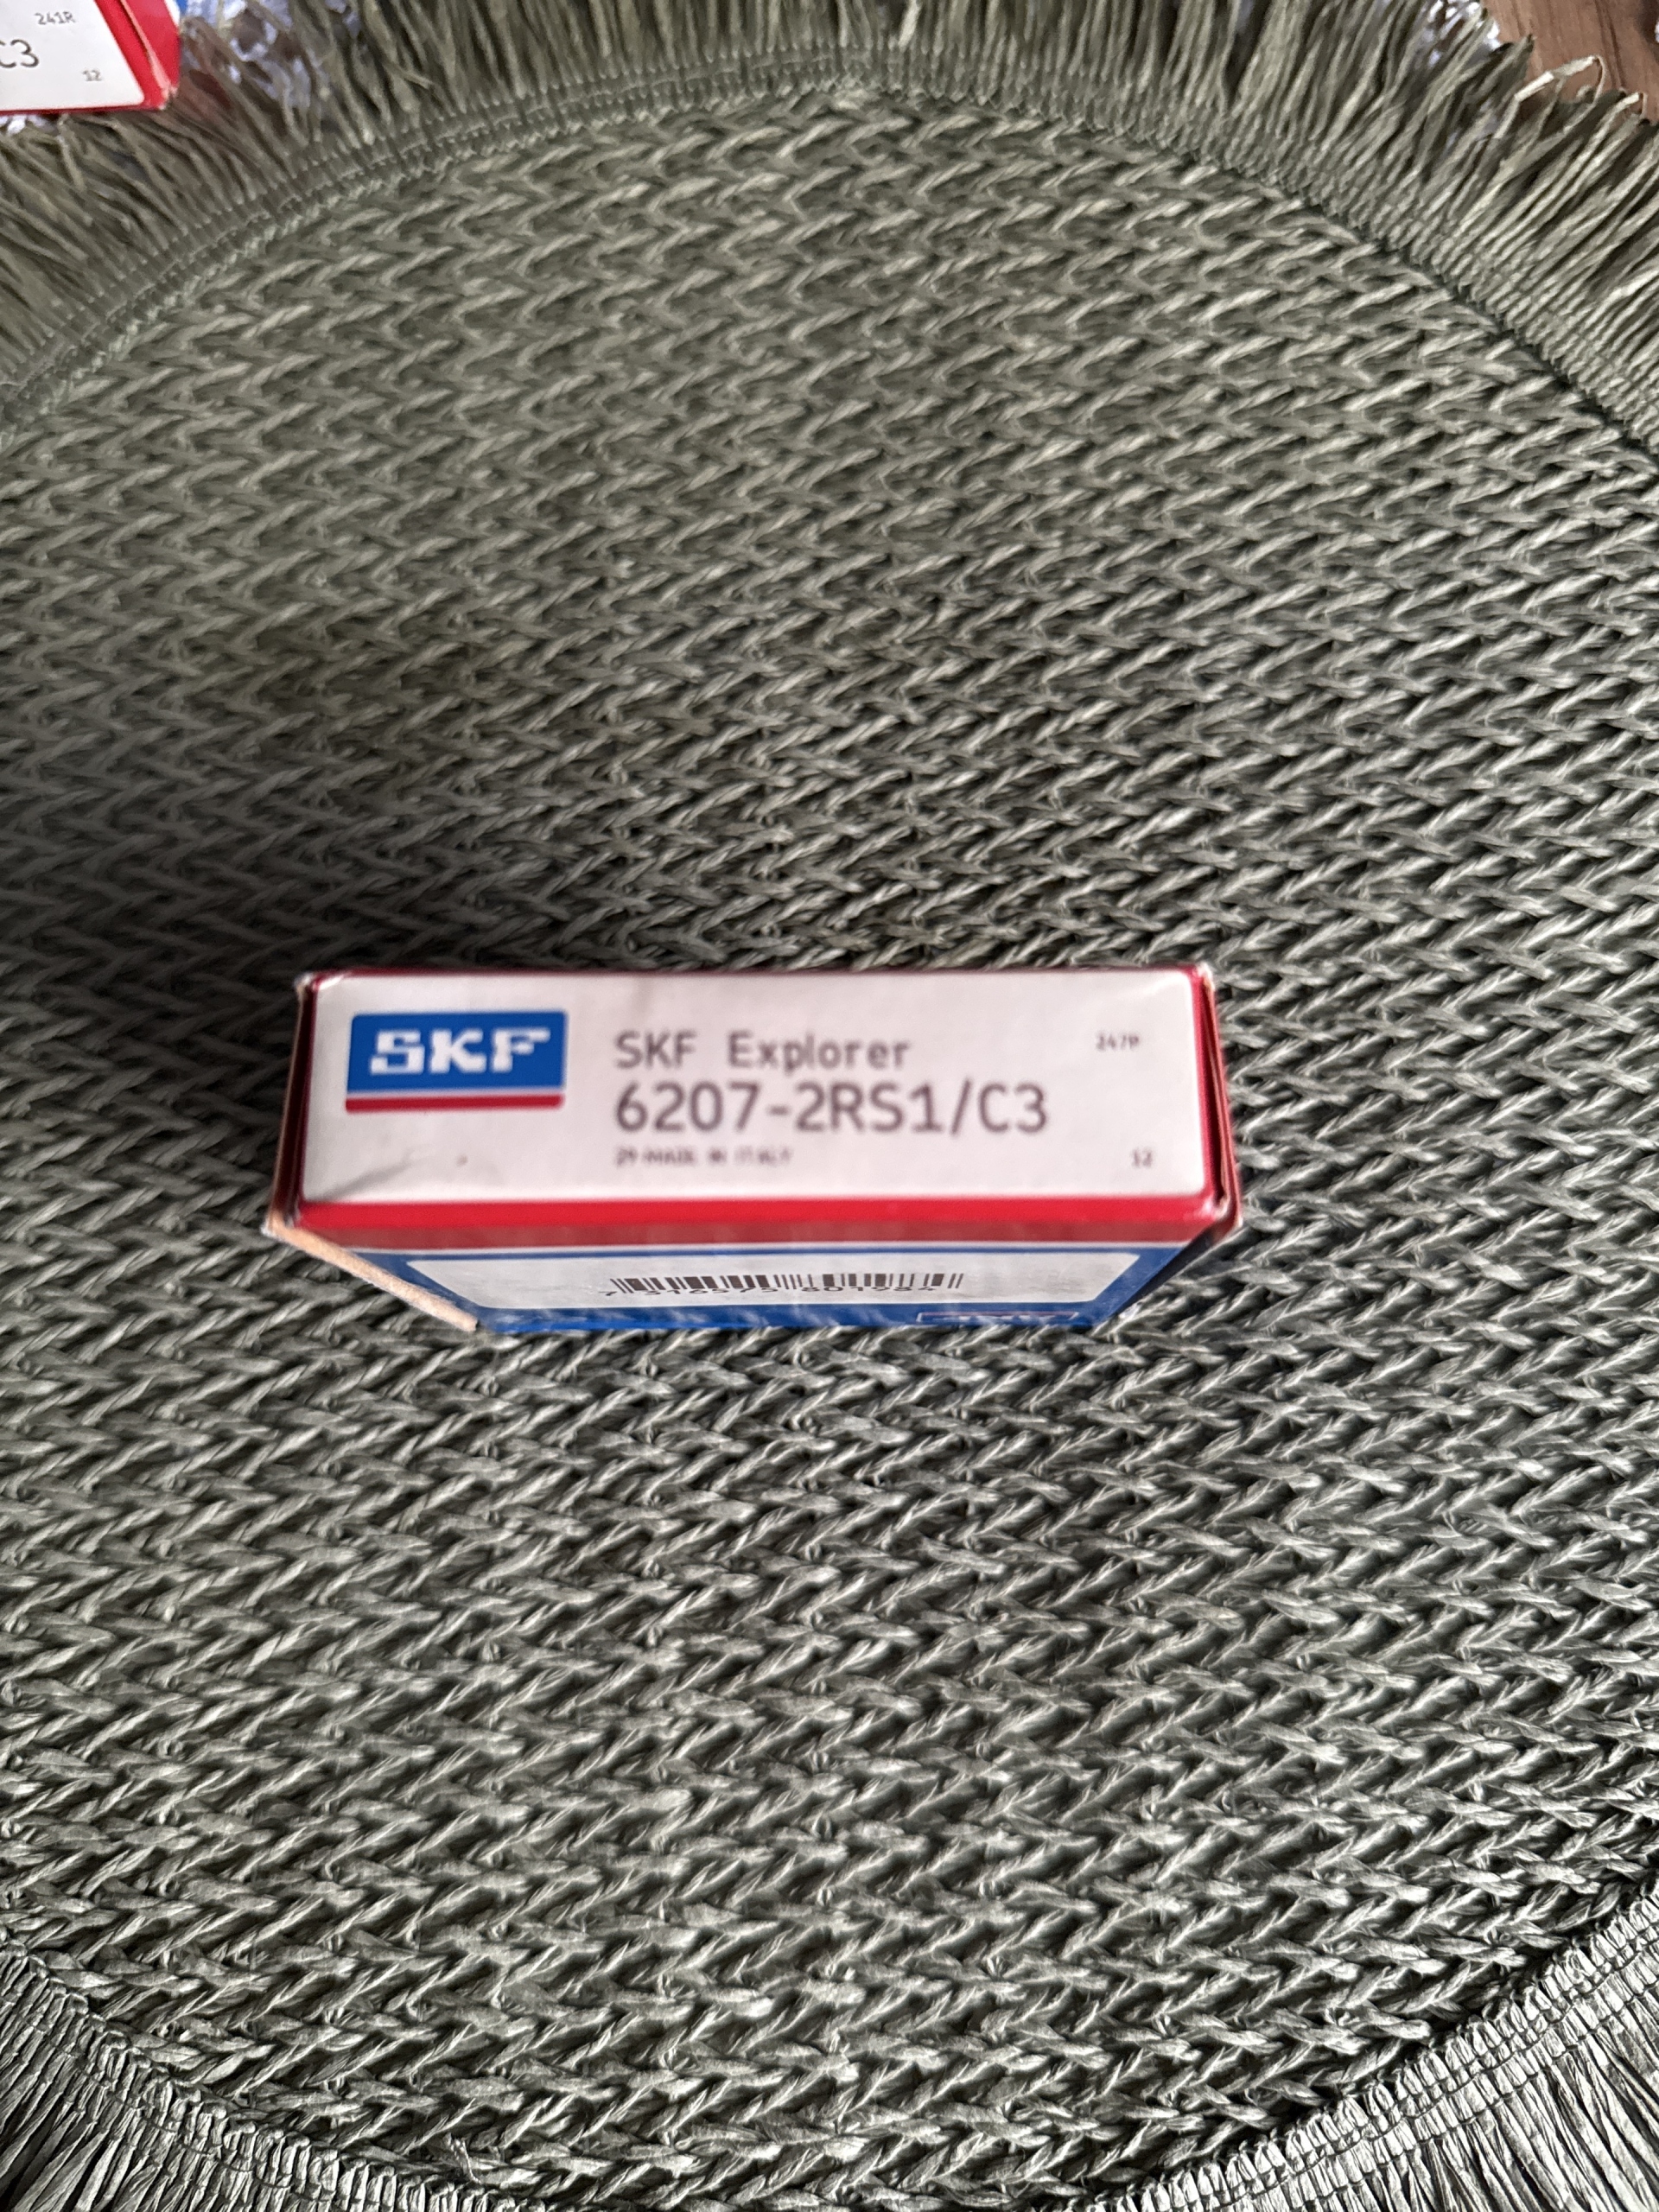 241R
C3
12
SKF
SKF Explorer
247P
6207-2RS1/C3
29 MADE IN ITALY
12